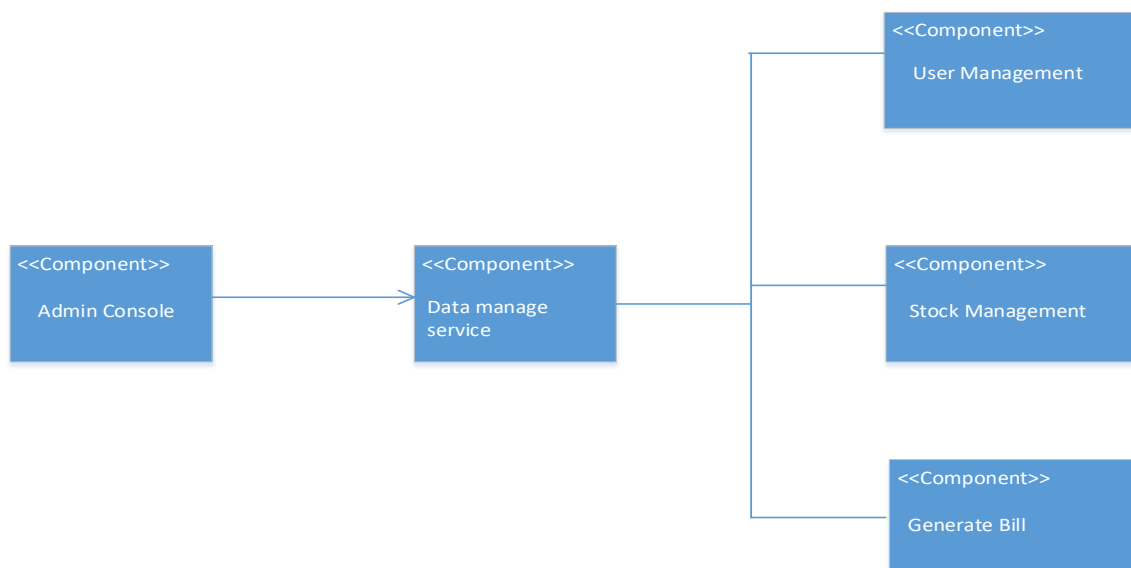 <<Component>>
User Management
<<Component>>
Admin Console
<<Component>>
Data manage
service
<<Component>>
Stock Management
<<Component>>
Generate Bill